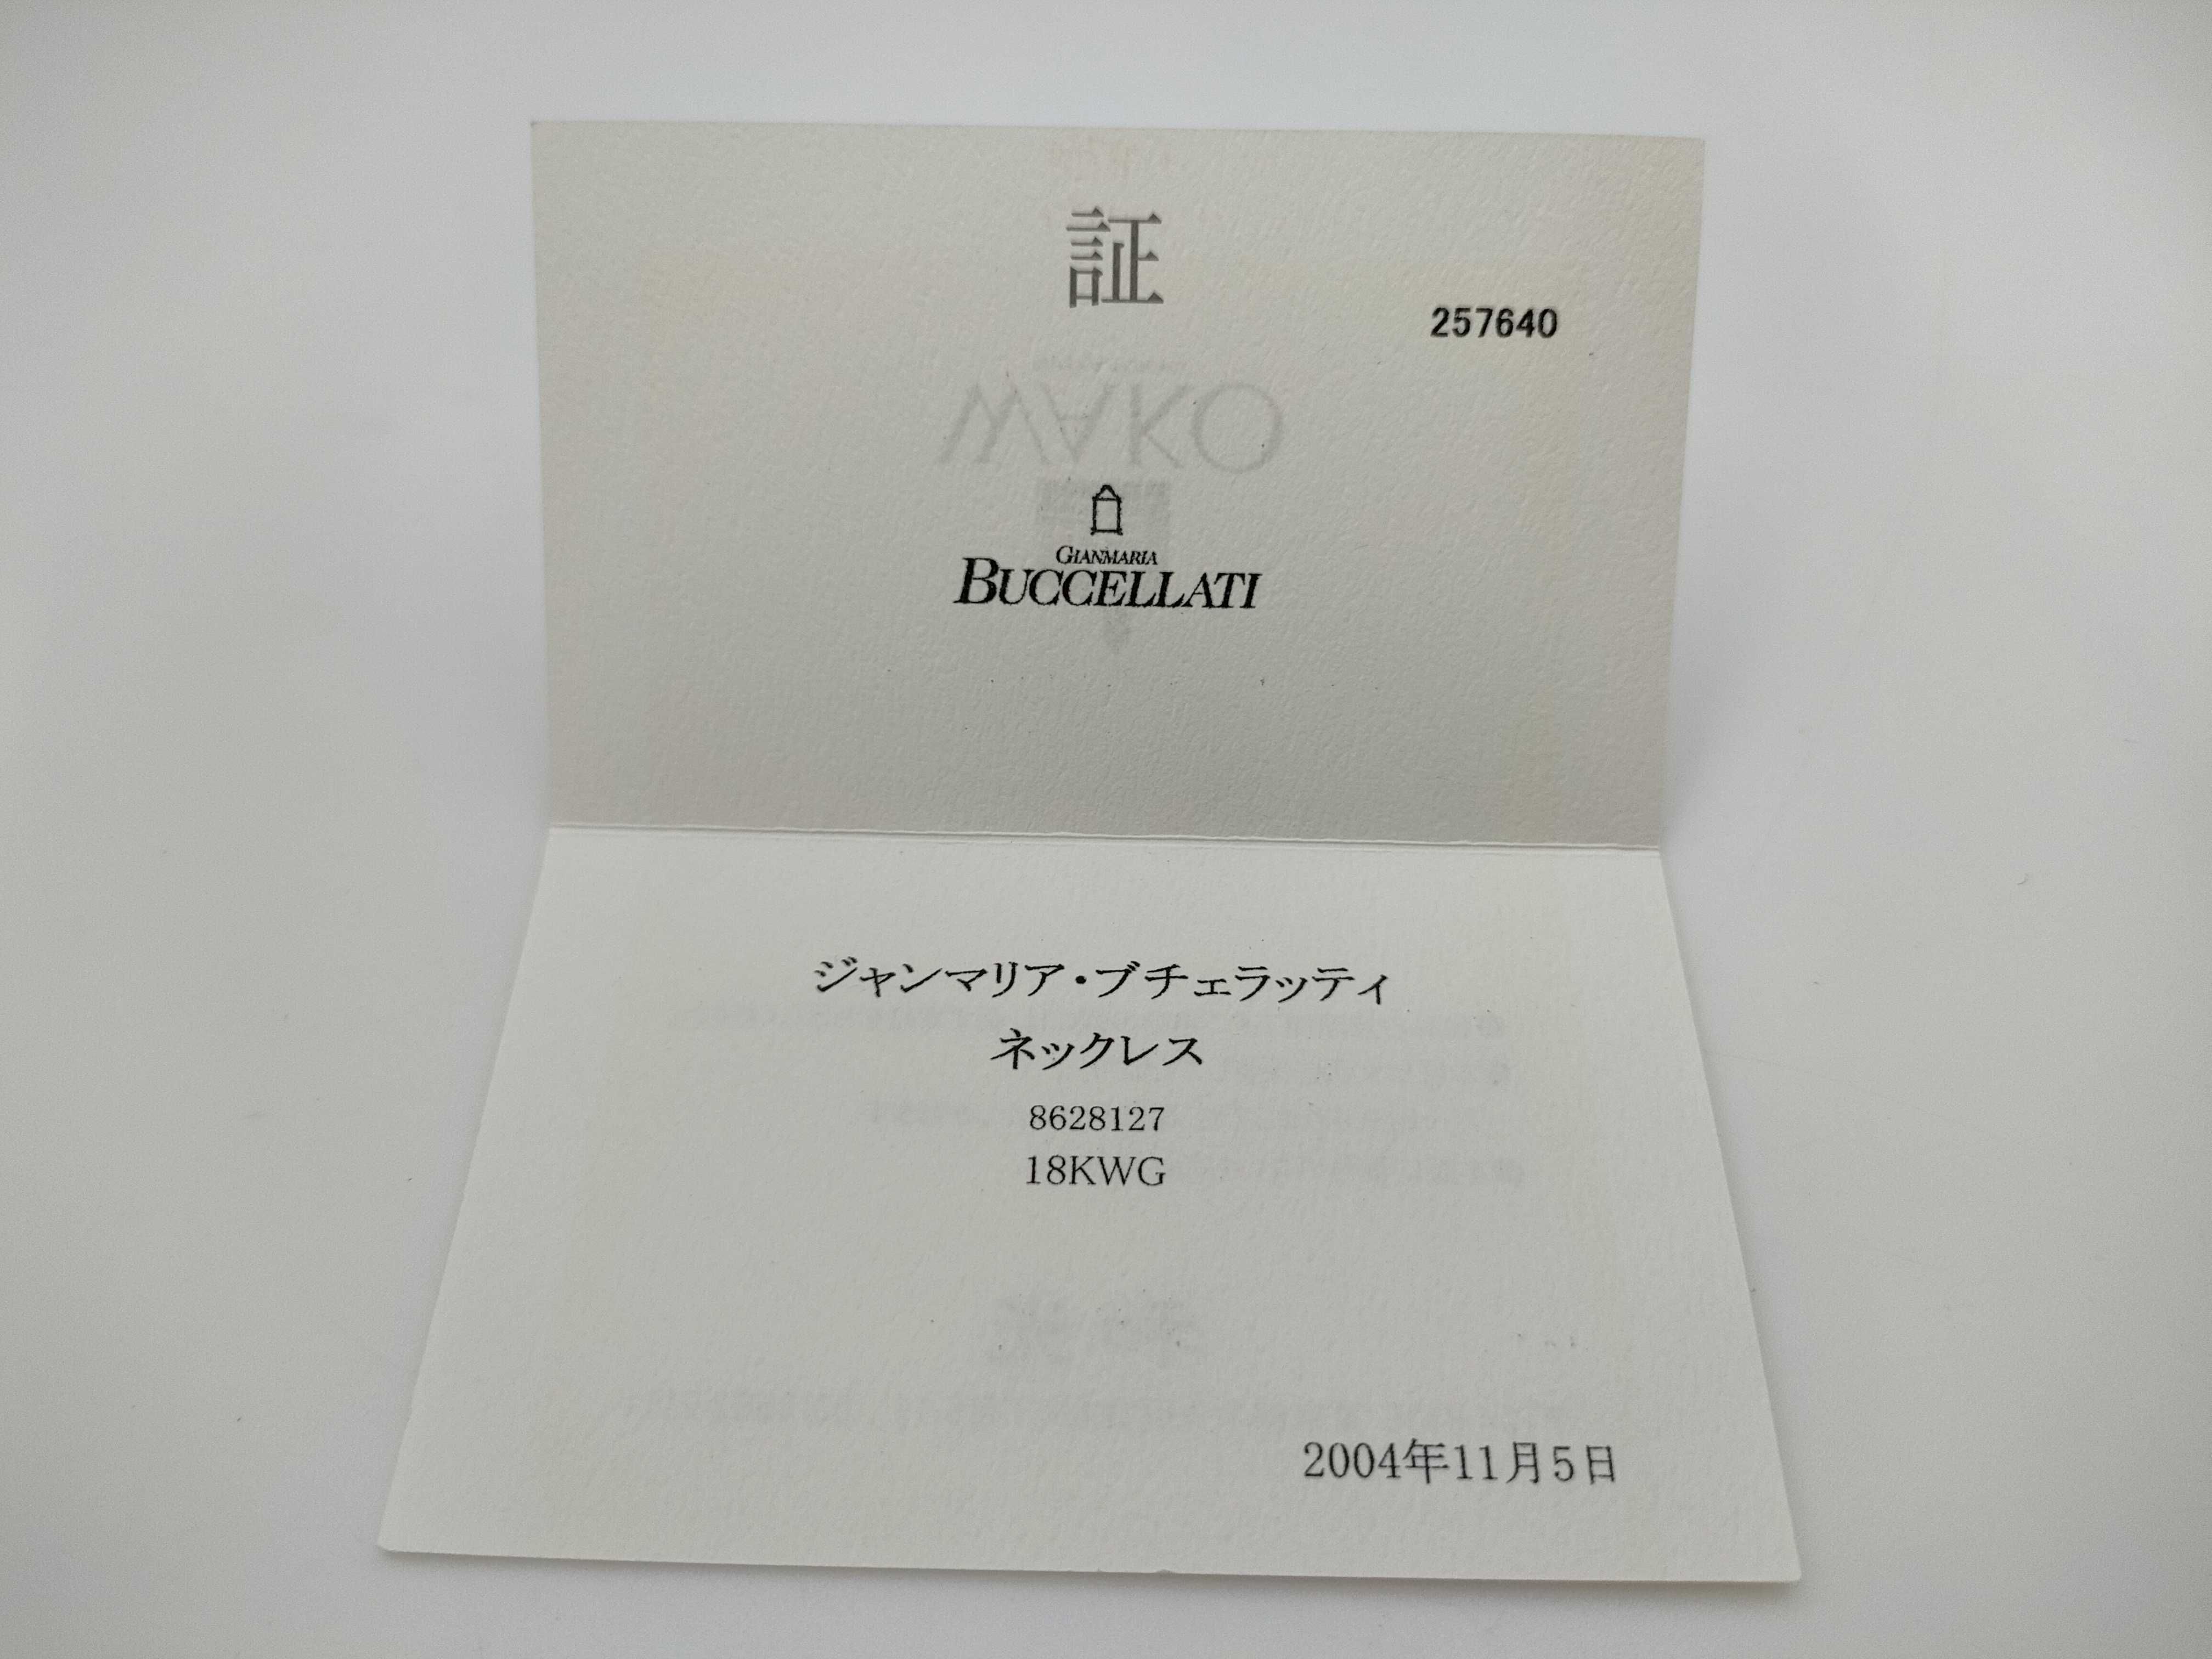 証
257640
WAKO
GIANMARIA
BUCCELLATI
ジャンマリア・ブチェラッティ
ネックレス
8628127
18KWG
2004年11月5日